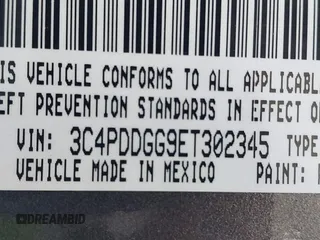 IS VEHICLE CONFORMS TO ALL APPLICABL
EFT PREVENTION STANDARDS IN EFFECT O
VIN: 3C4PDDGG9ET302345 TYPE
VEHICLE MADE IN MEXICO PAINT:
DREAMBID